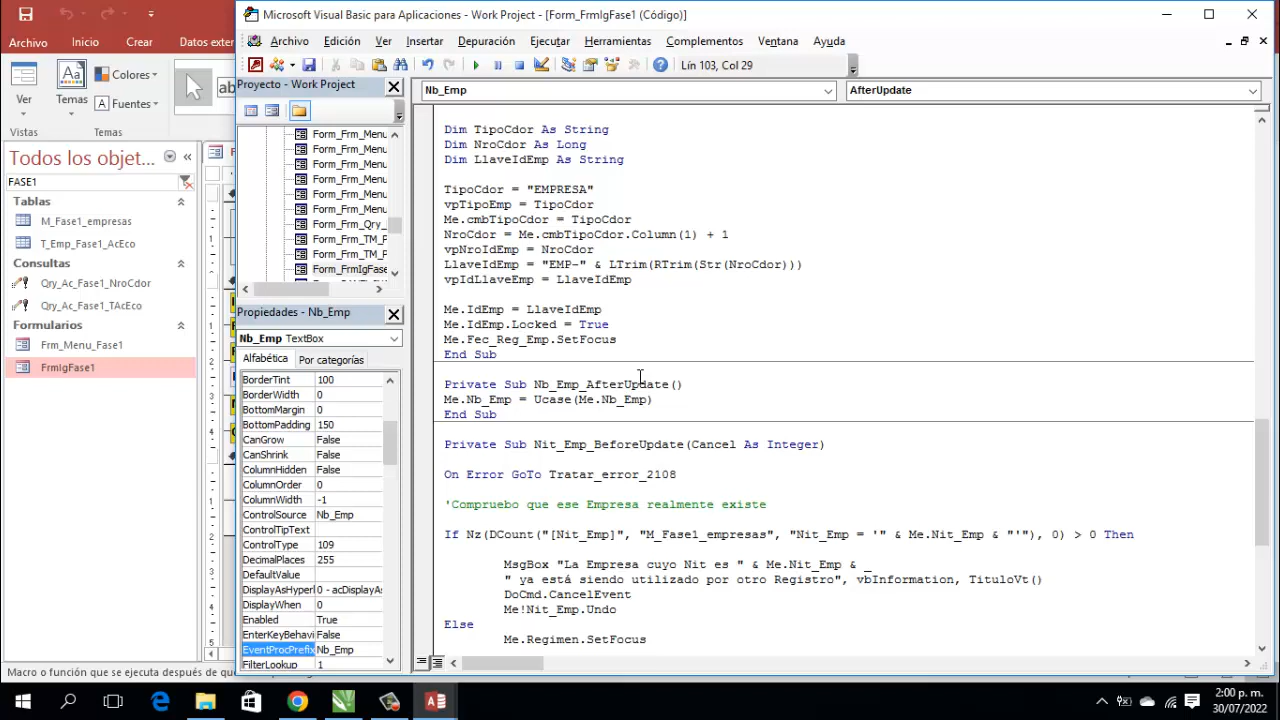 Microsoft Visual Basic para Aplicaciones - Work Project - [Form_FrmIgFase1 (Código)]
Archivo Edición Ver Insertar Depuración Ejecutar Herramientas Complementos Ventana Ayuda
Lín 103, Col 29
Archivo Inicio Crear Datos exter
Ver
Temas
Colores
Fuentes
Vistas
Temas
Todos los objet...
FASE1
Tablas
M_Fase1_empresas
T_Emp_Fase1_AcEco
Consultas
Qry_Ac_Fase1_NroCdor
Qry_Ac_Fase1_TAcEco
Formularios
Frm_Menu_Fase1
FrmIgFase1
Proyecto - Work Project
Form_Frm_Menu
Form_Frm_Menu
Form_Frm_Menu
Form_Frm_Menu
Form_Frm_Menu
Form_Frm_Menu
Form_Frm_Qry_
Form_Frm_TM_P
Form_Frm_TM_P
Form_FrmIgFase
Propiedades - Nb_Emp
Nb_Emp TextBox
Alfabética Por categorías
BorderTint 100
BorderWidth 0
BottomMargin 0
BottomPadding 150
CanGrow False
CanShrink False
ColumnHidden False
ColumnOrder 0
ColumnWidth -1
ControlSource Nb_Emp
ControlTipText
ControlType 109
DecimalPlaces 255
DefaultValue
DisplayAsHyperl 0 - acDisplayAs
DisplayWhen 0
Enabled True
EnterKeyBehavi False
EventProcPrefix Nb_Emp
FilterLookup 1
Nb_Emp AfterUpdate
Dim TipoCdor As String
Dim NroCdor As Long
Dim LlaveIdEmp As String
TipoCdor = "EMPRESA"
vpTipoEmp = TipoCdor
Me.cmbTipoCdor = TipoCdor
NroCdor = Me.cmbTipoCdor.Column(1) + 1
vpNroIdEmp = NroCdor
LlaveIdEmp = "EMP-" & LTrim(RTrim(Str(NroCdor)))
vpIdLlaveEmp = LlaveIdEmp
Me.IdEmp = LlaveIdEmp
Me.IdEmp.Locked = True
Me.Fec_Reg_Emp.SetFocus
End Sub
Private Sub Nb_Emp_AfterUpdate()
Me.Nb_Emp = Ucase(Me.Nb_Emp)
End Sub
Private Sub Nit_Emp_BeforeUpdate(Cancel As Integer)
On Error GoTo Tratar_error_2108
'Compruebo que ese Empresa realmente existe
If Nz(DCount("[Nit_Emp]", "M_Fase1_empresas", "Nit_Emp = '" & Me.Nit_Emp & "'"), 0) > 0 Then
MsgBox "La Empresa cuyo Nit es " & Me.Nit_Emp & _
" ya está siendo utilizado por otro Registro", vbInformation, TituloVt()
DoCmd.CancelEvent
Me!Nit_Emp.Undo
Else
Me.Regimen.SetFocus
Macro o función que se ejecuta después de que
2:00 p. m.
30/07/2022